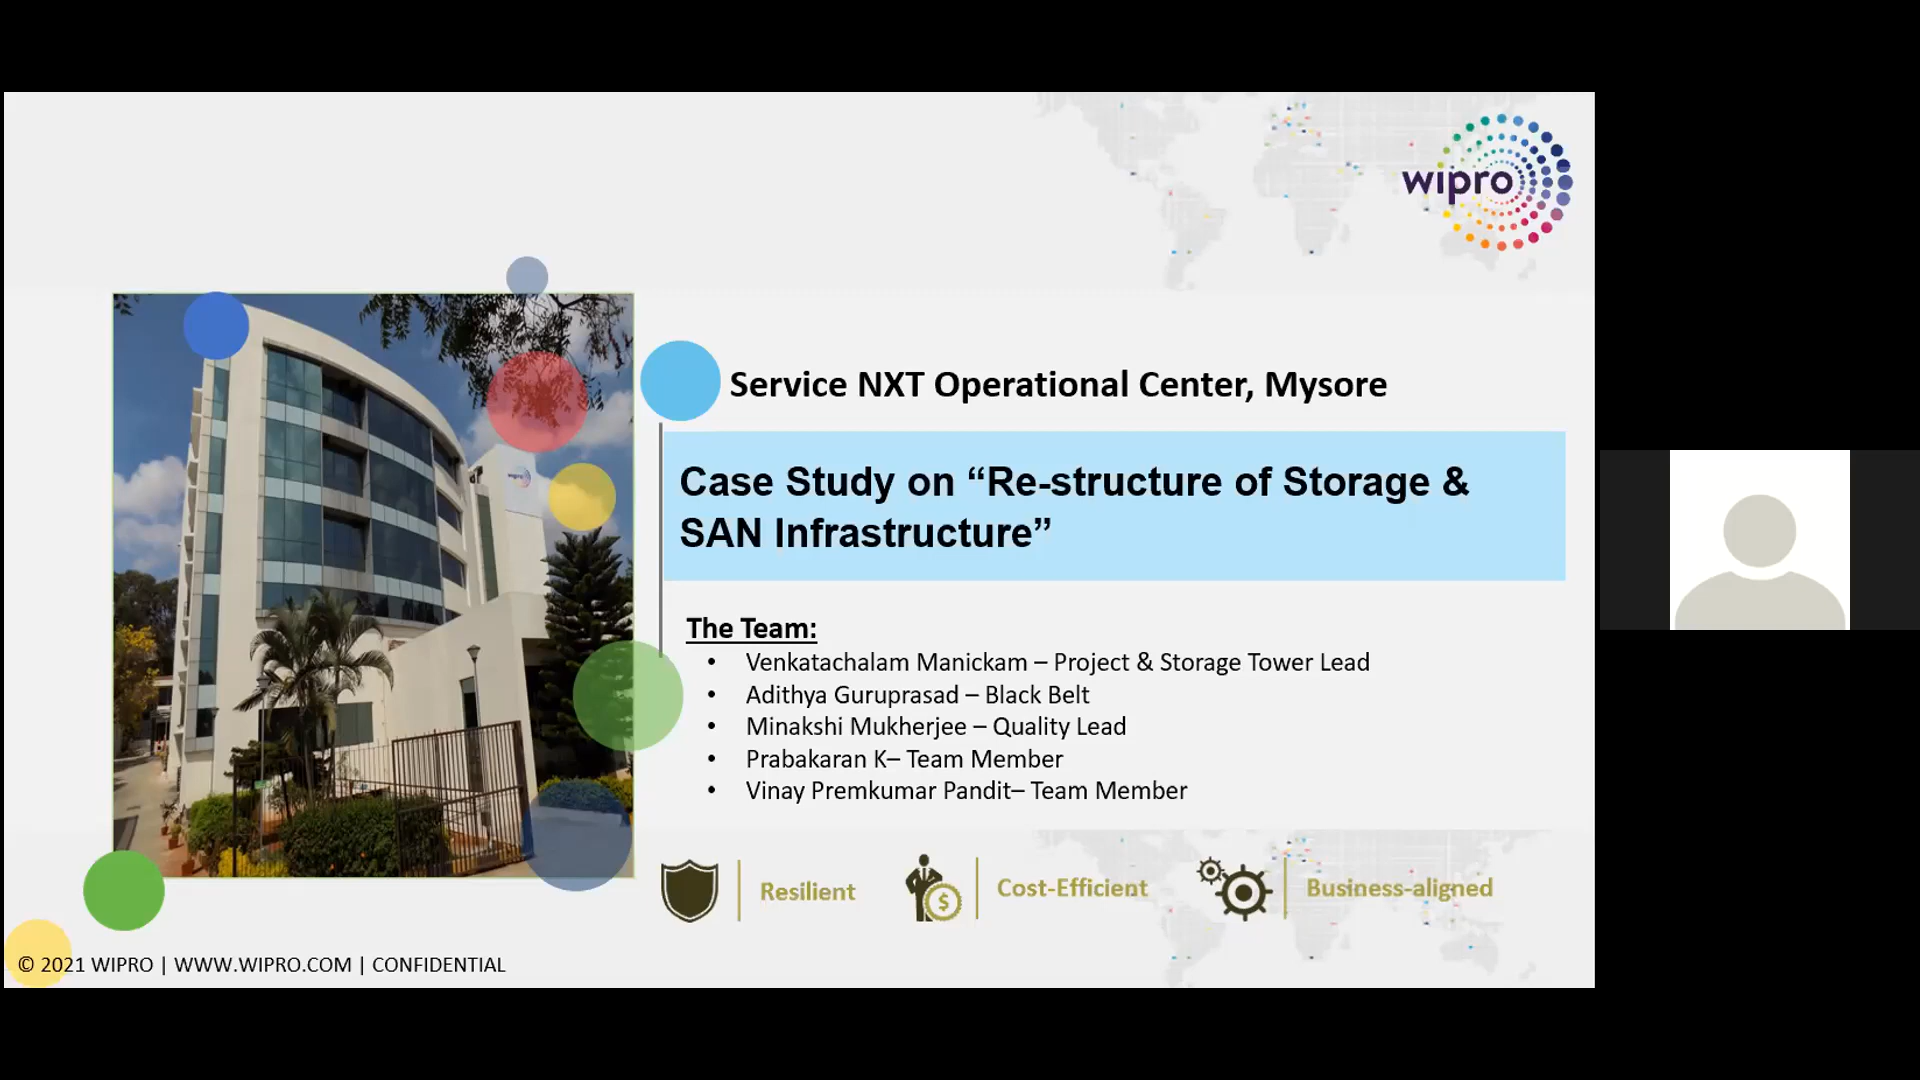 wipro
Service NXT Operational Center, Mysore
Case Study on “Re-structure of Storage &
SAN Infrastructure”
The Team:
• Venkatachalam Manickam – Project & Storage Tower Lead
• Adithya Guruprasad – Black Belt
• Minakshi Mukherjee – Quality Lead
• Prabakaran K– Team Member
• Vinay Premkumar Pandit– Team Member
Resilient
Cost-Efficient
Business-aligned
© 2021 WIPRO | WWW.WIPRO.COM | CONFIDENTIAL